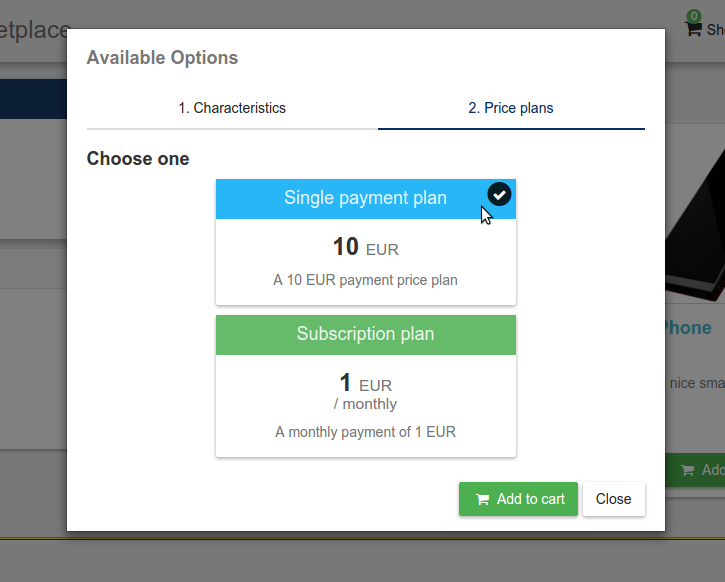 etplace
0
Sh
Available Options
1. Characteristics
2. Price plans
Choose one
Single payment plan
10 EUR
A 10 EUR payment price plan
Subscription plan
1 EUR
/ monthly
A monthly payment of 1 EUR
Phone
nice sma
Add
Add to cart
Close